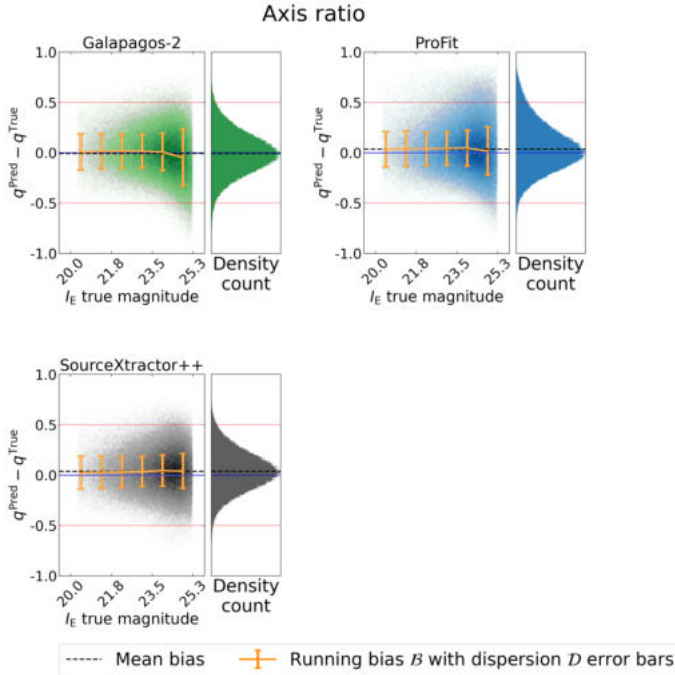 Axis ratio
Galapagos-2
1.0
0.5
0.0
-0.5
-1.0
q^Pred − q^True
20.0
21.8
23.5
25.3
I_E true magnitude
Density
count
ProFit
1.0
0.5
0.0
-0.5
-1.0
q^Pred − q^True
20.0
21.8
23.5
25.3
I_E true magnitude
Density
count
SourceXtractor++
1.0
0.5
0.0
-0.5
-1.0
q^Pred − q^True
20.0
21.8
23.5
25.3
I_E true magnitude
Density
count
Mean bias
Running bias ℬ with dispersion 𝒟 error bars